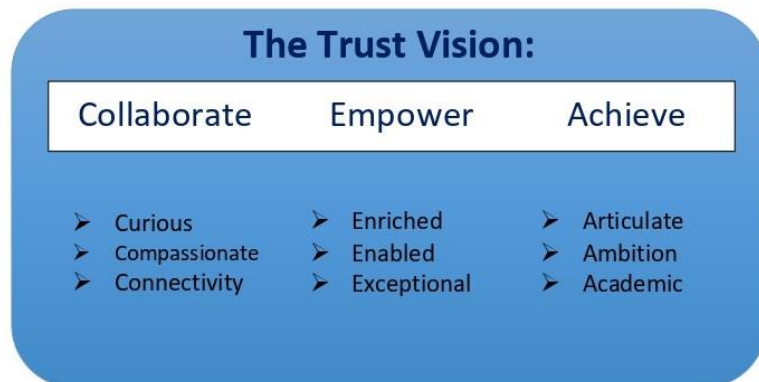 The Trust Vision:
Collaborate Empower Achieve
➢ Curious ➢ Enriched ➢ Articulate
➢ Compassionate ➢ Enabled ➢ Ambition
➢ Connectivity ➢ Exceptional ➢ Academic